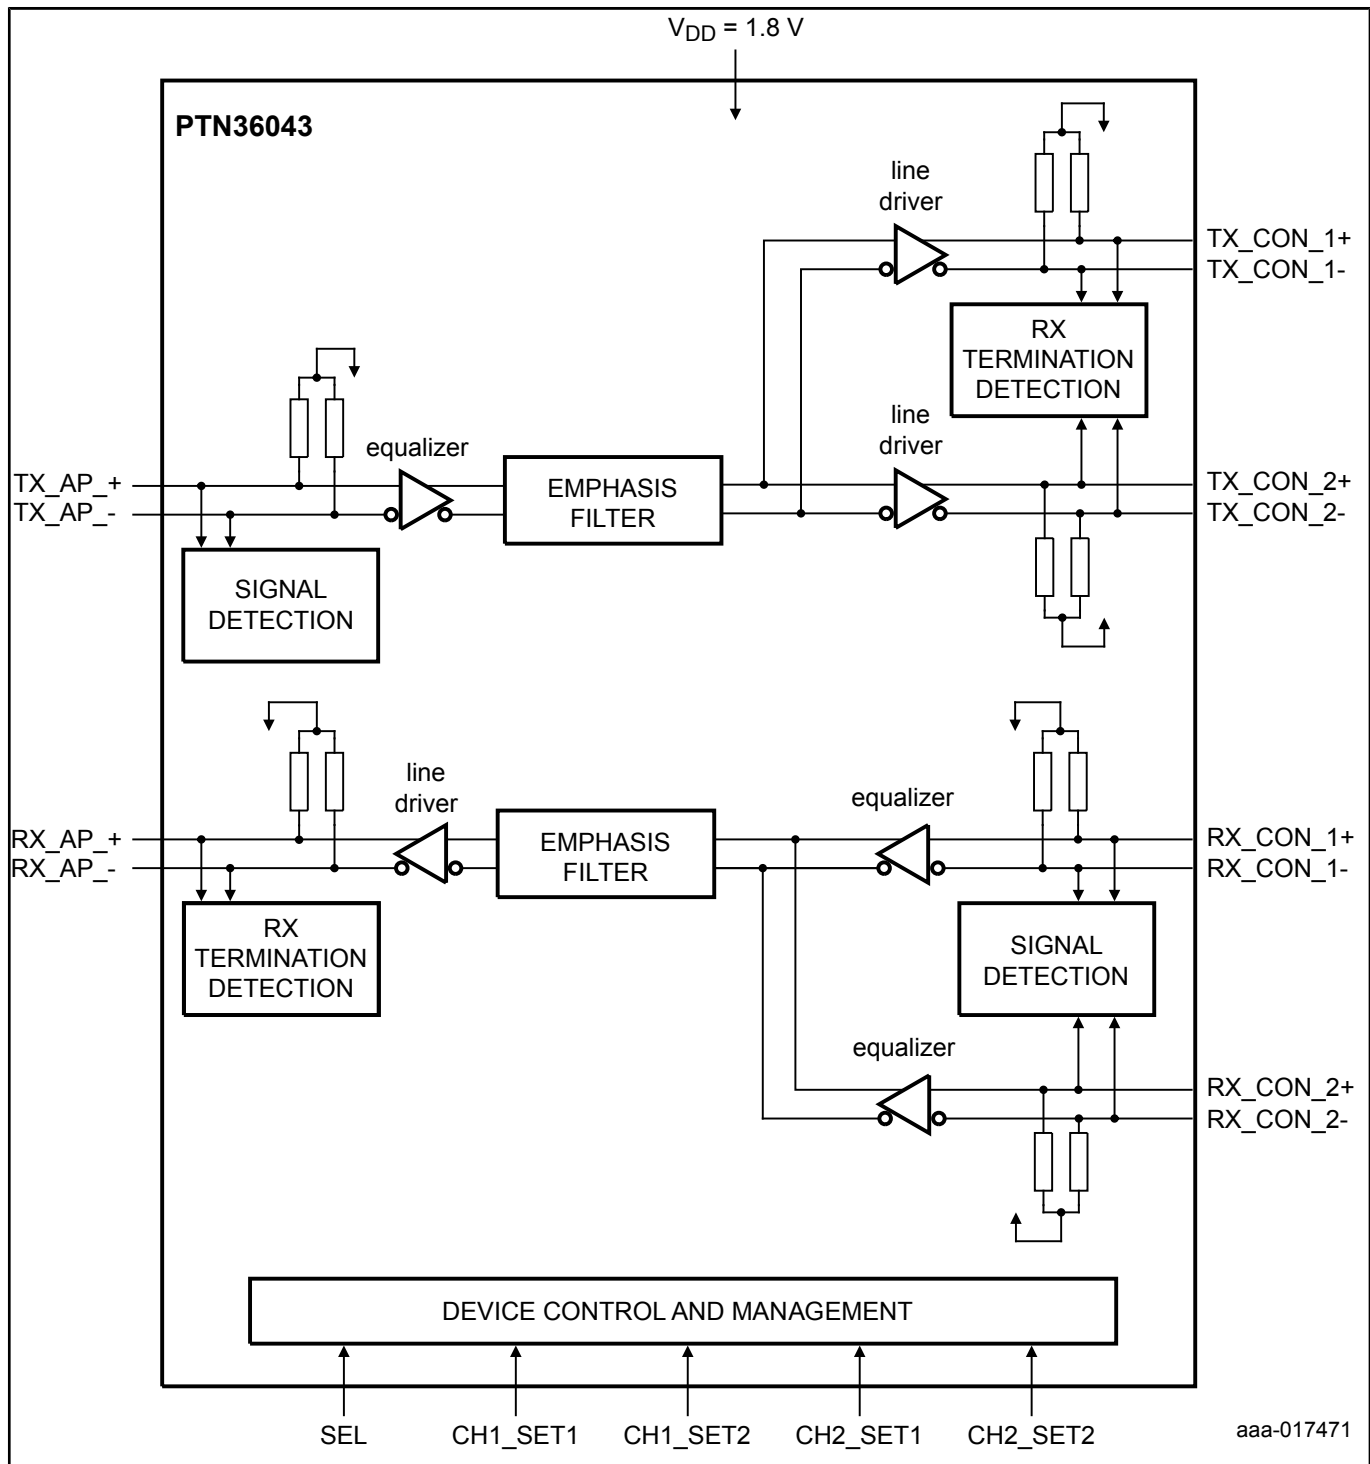 VDD = 1.8 V
PTN36043
line
driver
TX_CON_1+
TX_CON_1-
RX
TERMINATION
DETECTION
line
driver
equalizer
TX_AP_+
TX_AP_-
EMPHASIS
FILTER
TX_CON_2+
TX_CON_2-
SIGNAL
DETECTION
line
driver
equalizer
RX_AP_+
RX_AP_-
EMPHASIS
FILTER
RX_CON_1+
RX_CON_1-
RX
TERMINATION
DETECTION
SIGNAL
DETECTION
equalizer
RX_CON_2+
RX_CON_2-
DEVICE CONTROL AND MANAGEMENT
SEL
CH1_SET1
CH1_SET2
CH2_SET1
CH2_SET2
aaa-017471